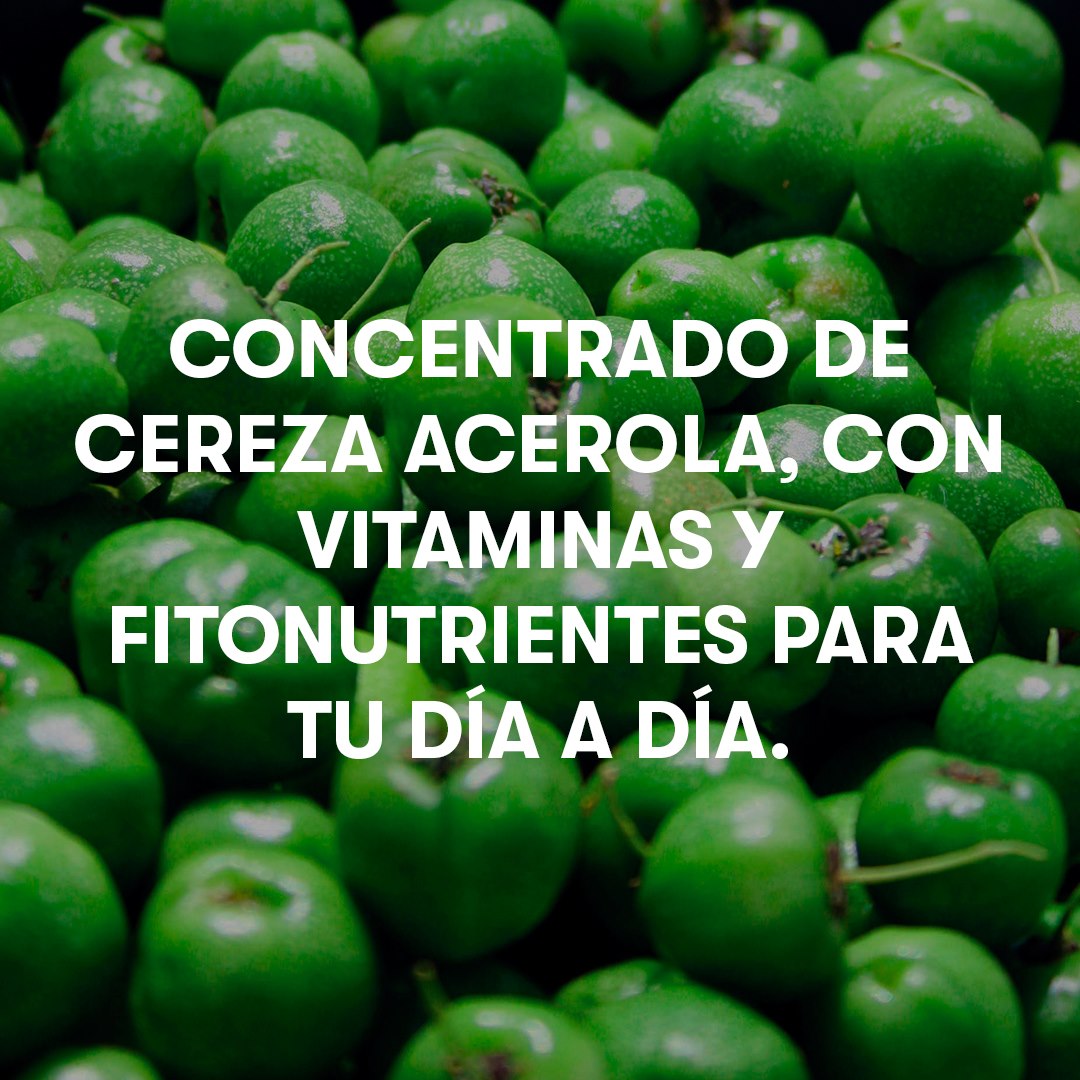 CONCENTRADO DE
CEREZA ACEROLA, CON
VITAMINAS Y
FITONUTRIENTES PARA
TU DÍA A DÍA.